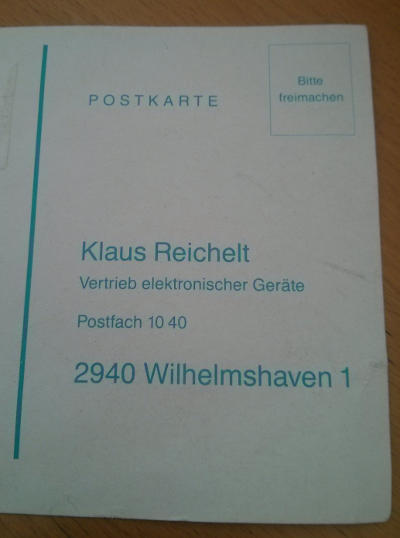 POSTKARTE
Bitte
freimachen
Klaus Reichelt
Vertrieb elektronischer Geräte
Postfach 10 40
2940 Wilhelmshaven 1